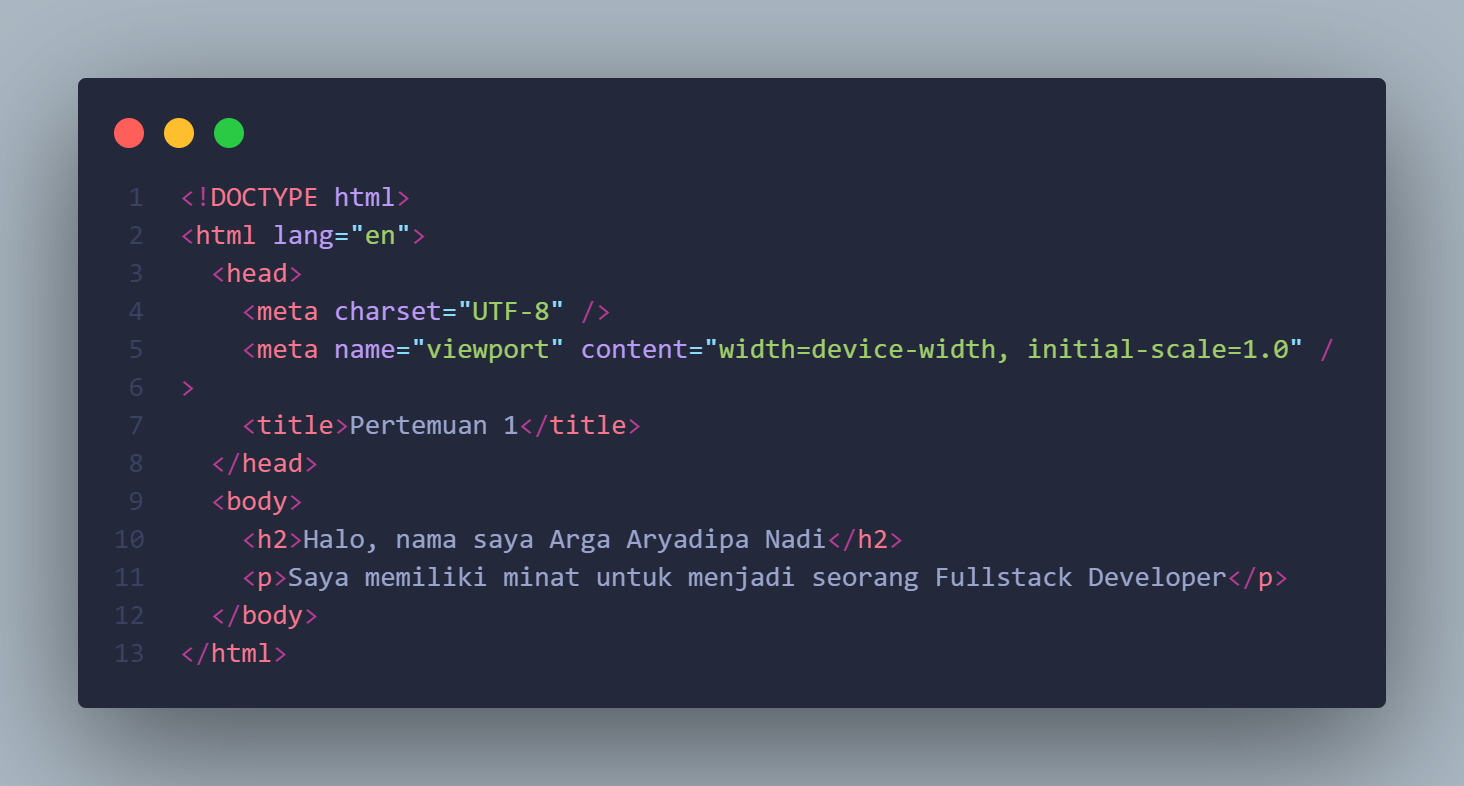 1 <!DOCTYPE html>
2 <html lang="en">
3   <head>
4     <meta charset="UTF-8" />
5     <meta name="viewport" content="width=device-width, initial-scale=1.0" /
6 >
7     <title>Pertemuan 1</title>
8   </head>
9   <body>
10     <h2>Halo, nama saya Arga Aryadipa Nadi</h2>
11     <p>Saya memiliki minat untuk menjadi seorang Fullstack Developer</p>
12   </body>
13 </html>